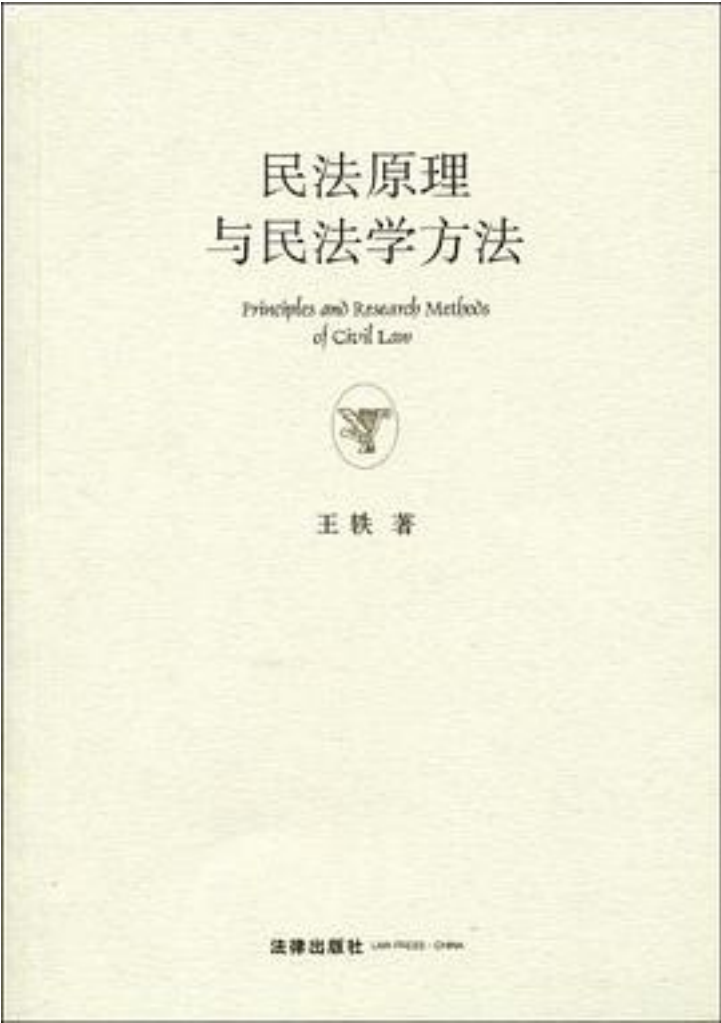 民法原理
与民法学方法
Principles and Research Methods
of Civil Law
王轶 著
法律出版社 LAW PRESS · CHINA